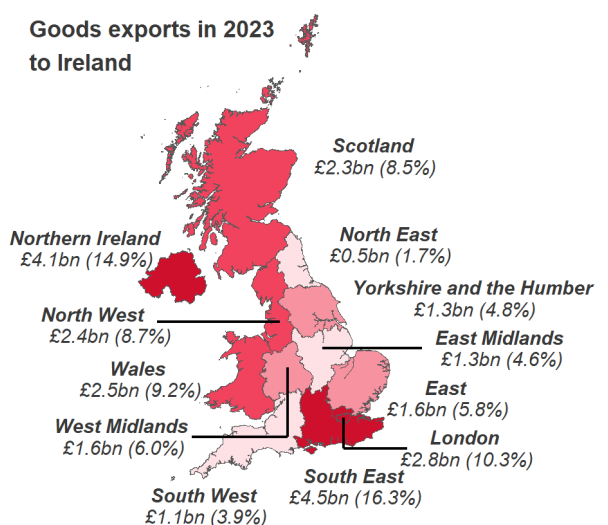 Goods exports in 2023
to Ireland
Scotland
£2.3bn (8.5%)
Northern Ireland
£4.1bn (14.9%)
North East
£0.5bn (1.7%)
Yorkshire and the Humber
£1.3bn (4.8%)
North West
£2.4bn (8.7%)
East Midlands
£1.3bn (4.6%)
Wales
£2.5bn (9.2%)
East
£1.6bn (5.8%)
West Midlands
£1.6bn (6.0%)
London
£2.8bn (10.3%)
South East
£4.5bn (16.3%)
South West
£1.1bn (3.9%)